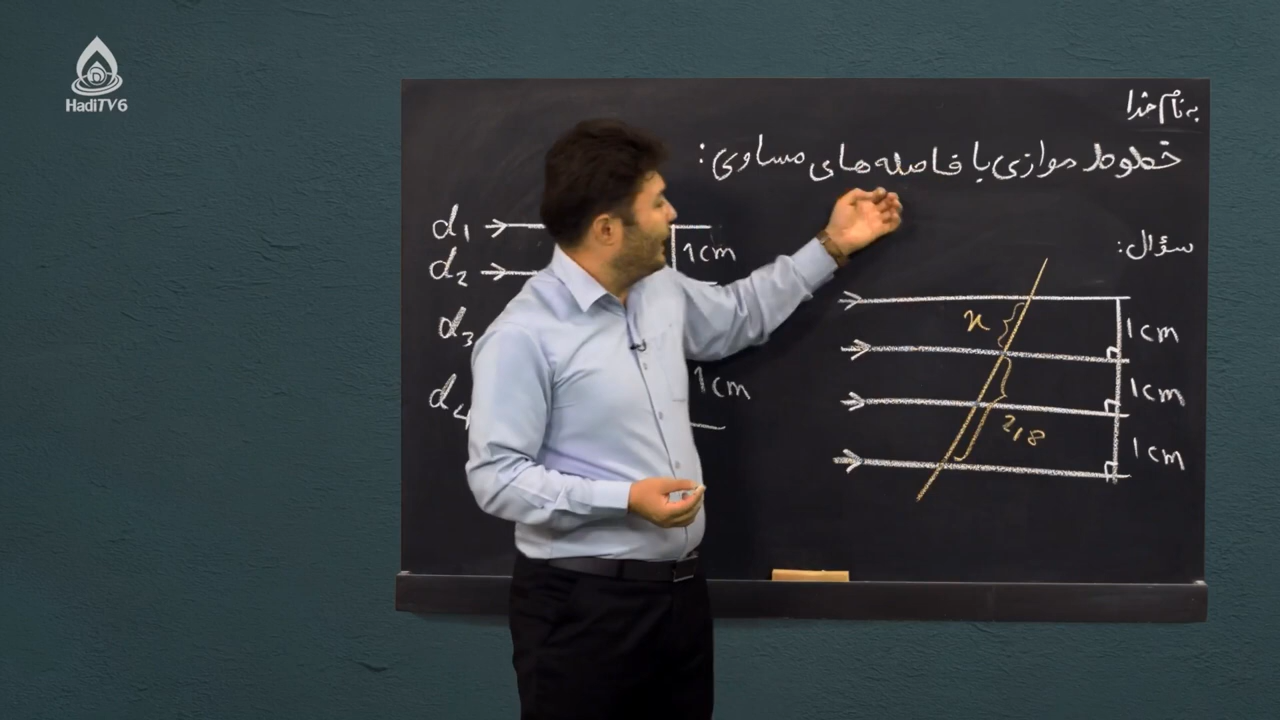 HadiTV6
به نام خدا
خطوط موازی با فاصله های مساوی:
d1
d2
d3
d4
1cm
1cm
سؤال:
x
2,8
1cm
1cm
1cm